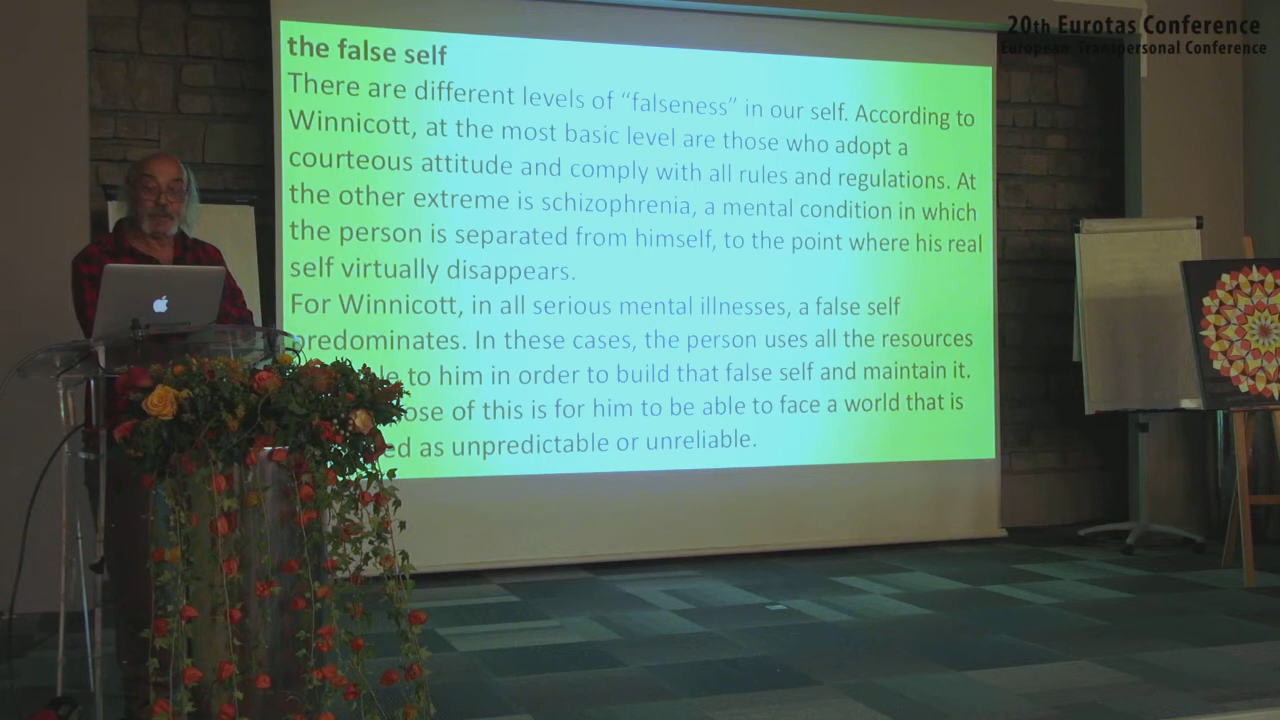 20th Eurotas Conference
European Transpersonal Conference
the false self
There are different levels of “falseness” in our self. According to
Winnicott, at the most basic level are those who adopt a
courteous attitude and comply with all rules and regulations. At
the other extreme is schizophrenia, a mental condition in which
the person is separated from himself, to the point where his real
self virtually disappears.
For Winnicott, in all serious mental illnesses, a false self
predominates. In these cases, the person uses all the resources
to him in order to build that false self and maintain it.
of this is for him to be able to face a world that is
as unpredictable or unreliable.